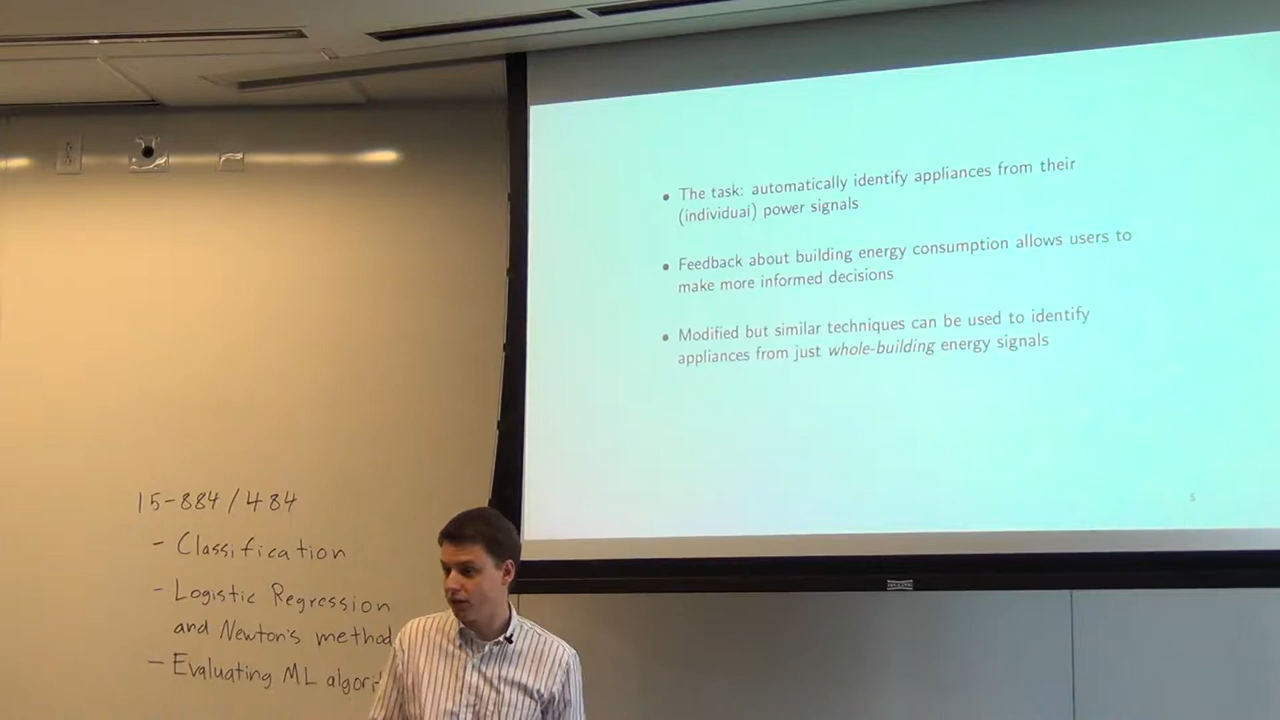 • The task: automatically identify appliances from their
(individual) power signals
• Feedback about building energy consumption allows users to
make more informed decisions
• Modified but similar techniques can be used to identify
appliances from just whole-building energy signals
5
15-884/484
- Classification
- Logistic Regression
and Newton's method
- Evaluating ML